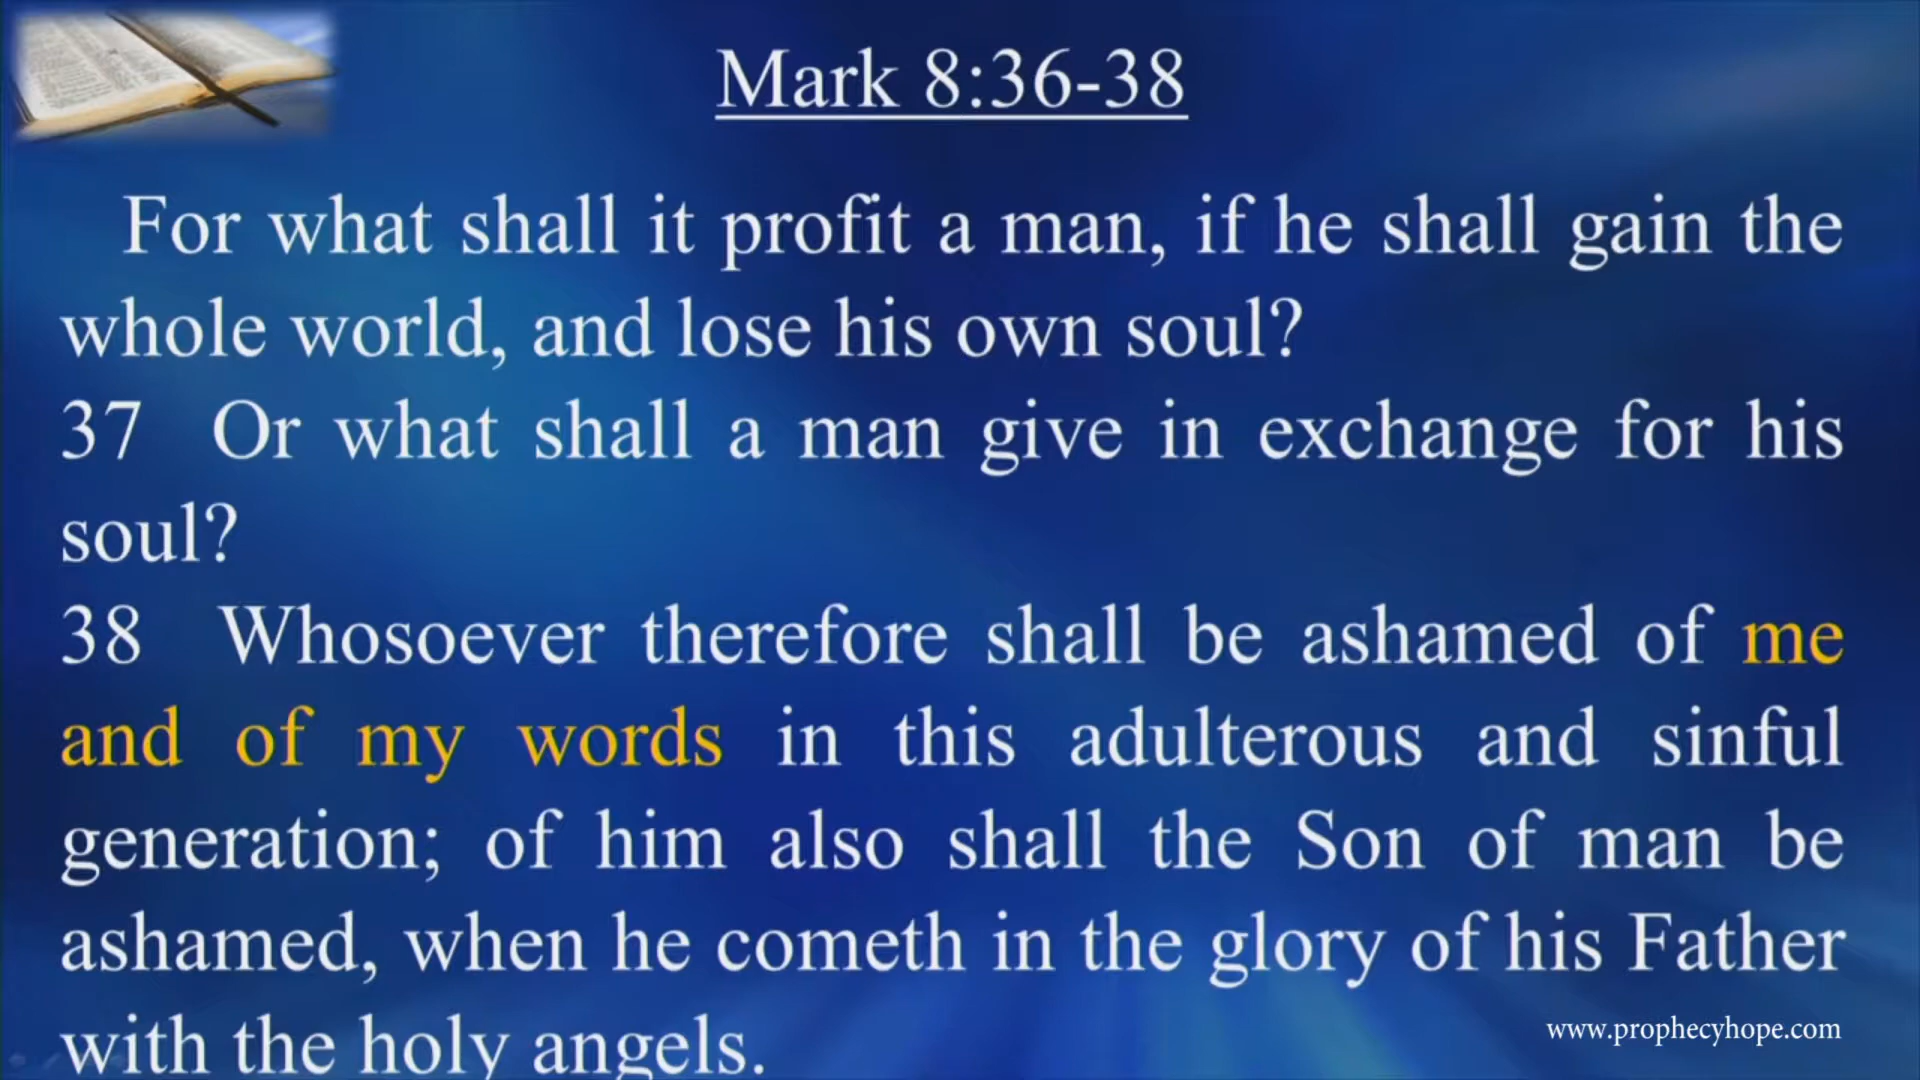 Mark 8:36-38
For what shall it profit a man, if he shall gain the
whole world, and lose his own soul?
37 Or what shall a man give in exchange for his
soul?
38 Whosoever therefore shall be ashamed of me
and of my words in this adulterous and sinful
generation; of him also shall the Son of man be
ashamed, when he cometh in the glory of his Father
with the holy angels.
www.prophecyhope.com